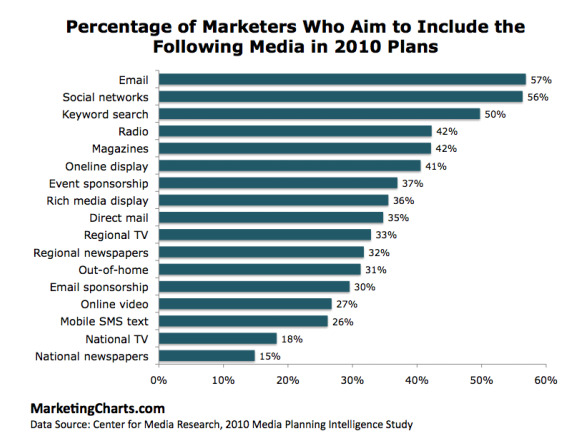 Percentage of Marketers Who Aim to Include the
Following Media in 2010 Plans
Email 57%
Social networks 56%
Keyword search 50%
Radio 42%
Magazines 42%
Oneline display 41%
Event sponsorship 37%
Rich media display 36%
Direct mail 35%
Regional TV 33%
Regional newspapers 32%
Out-of-home 31%
Email sponsorship 30%
Online video 27%
Mobile SMS text 26%
National TV 18%
National newspapers 15%
0% 10% 20% 30% 40% 50% 60%
MarketingCharts.com
Data Source: Center for Media Research, 2010 Media Planning Intelligence Study